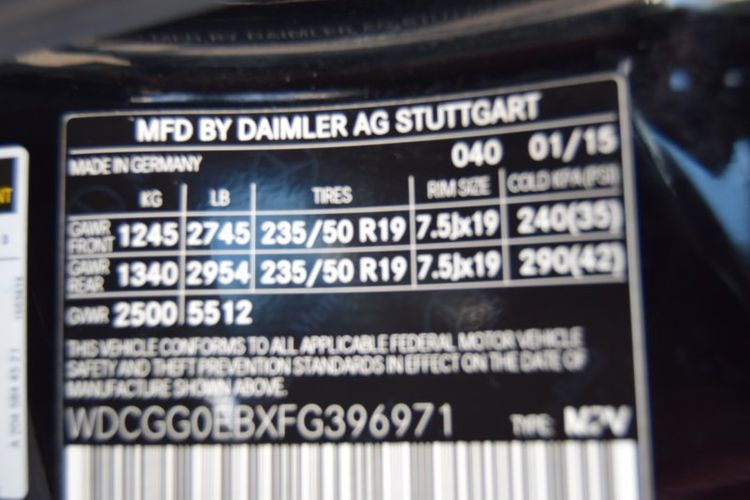 MFD BY DAIMLER AG STUTTGART
MADE IN GERMANY 040 01/15
KG LB TIRES RIM SIZE COLD KPA(PSI)
GAWR FRONT 1245 2745 235/50 R19 7.5Jx19 240(35)
GAWR REAR 1340 2954 235/50 R19 7.5Jx19 290(42)
GVWR 2500 5512
THIS VEHICLE CONFORMS TO ALL APPLICABLE FEDERAL MOTOR VEHICLE
SAFETY AND THEFT PREVENTION STANDARDS IN EFFECT ON THE DATE OF
MANUFACTURE SHOWN ABOVE.
WDCGG0EBXFG396971 TYPE: MPV